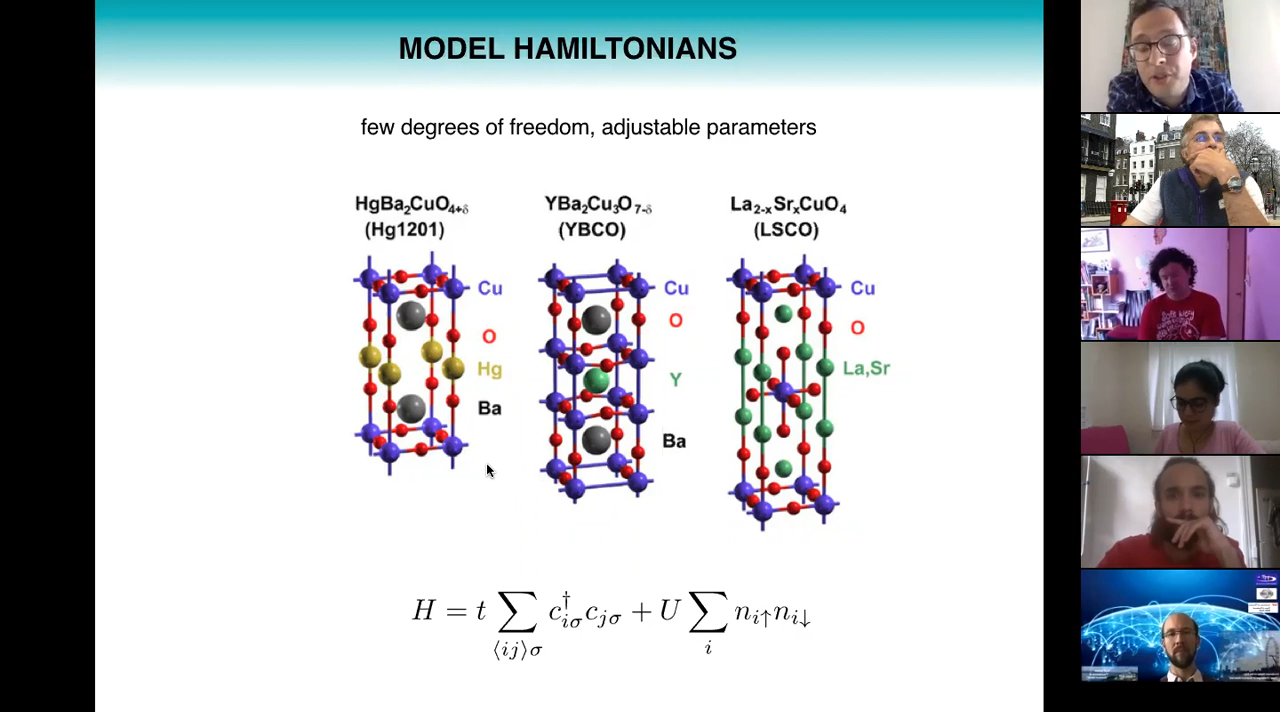 MODEL HAMILTONIANS
few degrees of freedom, adjustable parameters
HgBa₂CuO₄₊δ
(Hg1201)
YBa₂Cu₃O₇₋δ
(YBCO)
La₂₋ₓSrₓCuO₄
(LSCO)
Cu
O
Hg
Ba
Cu
O
Y
Ba
Cu
O
La,Sr
H = t ∑⟨ij⟩σ c†iσ cjσ + U ∑i ni↑ni↓